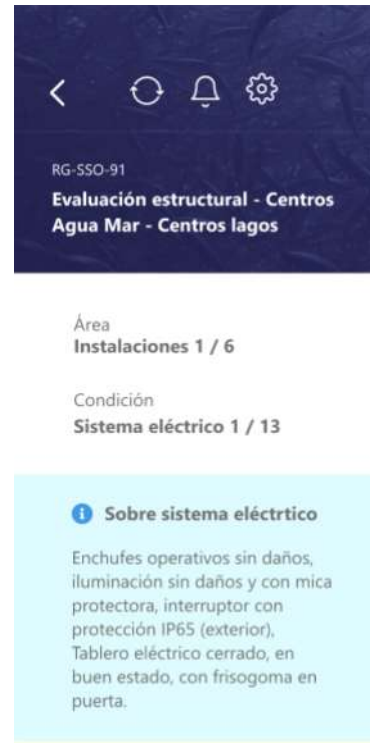 RG-SSO-91
Evaluación estructural - Centros
Agua Mar - Centros lagos
Área
Instalaciones 1 / 6
Condición
Sistema eléctrico 1 / 13
Sobre sistema eléctrtico
Enchufes operativos sin daños,
iluminación sin daños y con mica
protectora, interruptor con
protección IP65 (exterior),
Tablero eléctrico cerrado, en
buen estado, con frisogoma en
puerta.